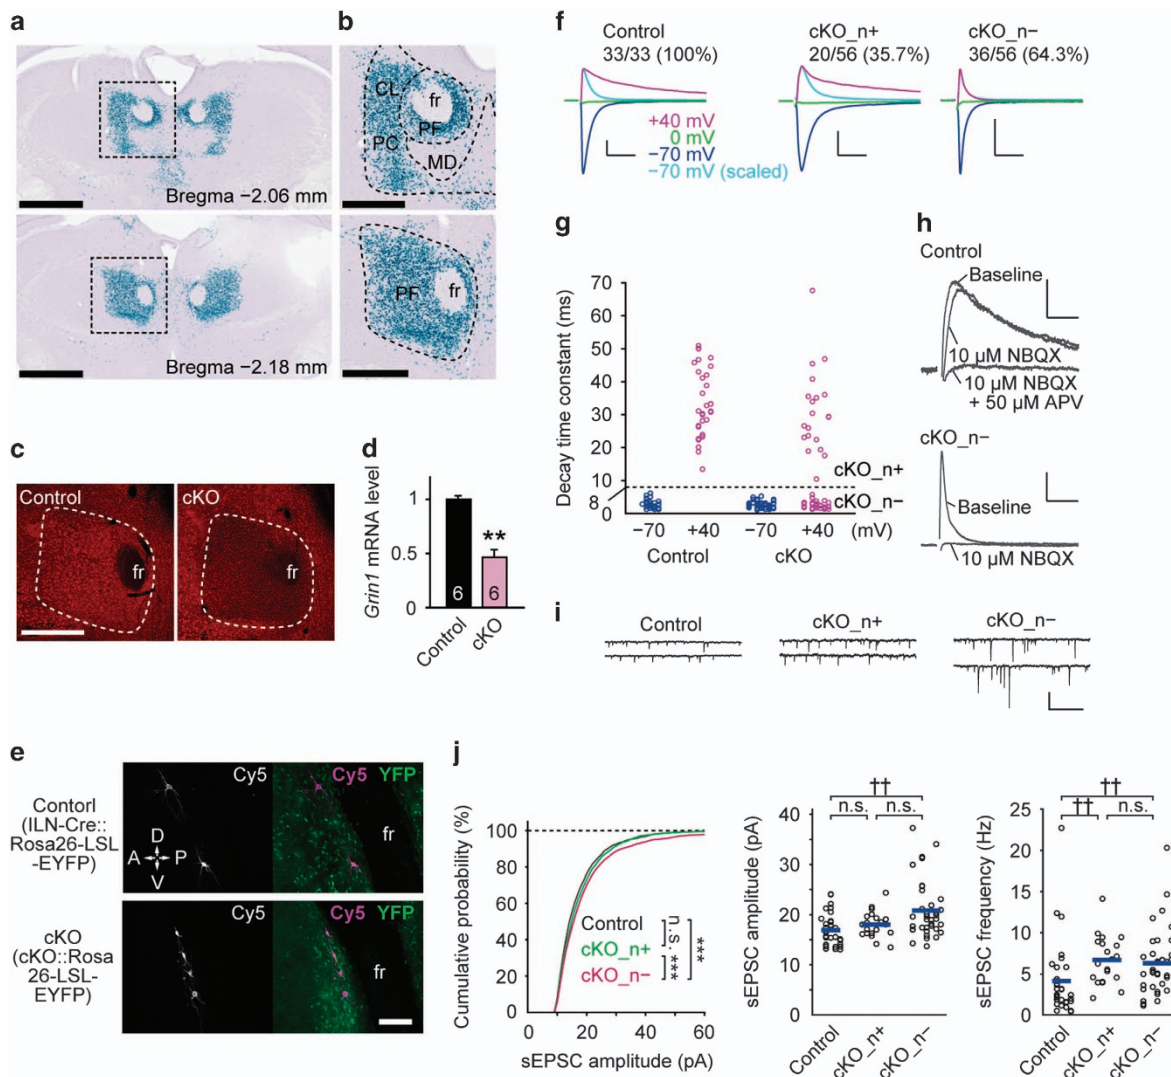 a
Bregma −2.06 mm
Bregma −2.18 mm
b
CL
fr
PF
PC
MD
PF
fr
c
Control
fr
cKO
fr
d
Grin1 mRNA level
1
0.5
0
6
6
**
Control
cKO
e
Contorl
(ILN-Cre::
Rosa26-LSL
-EYFP)
Cy5
Cy5 YFP
D
A P
V
fr
cKO
(cKO::Rosa
26-LSL-
EYFP)
Cy5
Cy5 YFP
fr
f
Control
33/33 (100%)
cKO_n+
20/56 (35.7%)
cKO_n−
36/56 (64.3%)
+40 mV
0 mV
−70 mV
−70 mV (scaled)
g
Decay time constant (ms)
70
60
50
40
30
20
10
8
0
cKO_n+
cKO_n−
−70 +40 −70 +40 (mV)
Control cKO
h
Control
Baseline
10 µM NBQX
10 µM NBQX
+ 50 µM APV
cKO_n−
Baseline
10 µM NBQX
i
Control
cKO_n+
cKO_n−
j
Cumulative probability (%)
100
80
60
40
20
0
Control
cKO_n+
cKO_n−
n.s.
***
***
20 40 60
sEPSC amplitude (pA)
sEPSC amplitude (pA)
40
30
20
10
0
††
n.s. n.s.
Control
cKO_n+
cKO_n−
sEPSC frequency (Hz)
25
20
15
10
5
0
††
†† n.s.
Control
cKO_n+
cKO_n−